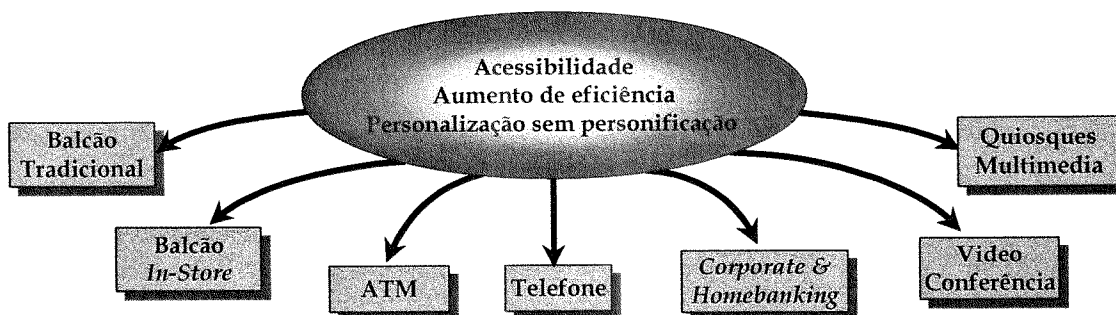 Acessibilidade
Aumento de eficiência
Personalização sem personificação
Balcão
Tradicional
Balcão
In-Store
ATM
Telefone
Corporate &
Homebanking
Video
Conferência
Quiosques
Multimedia